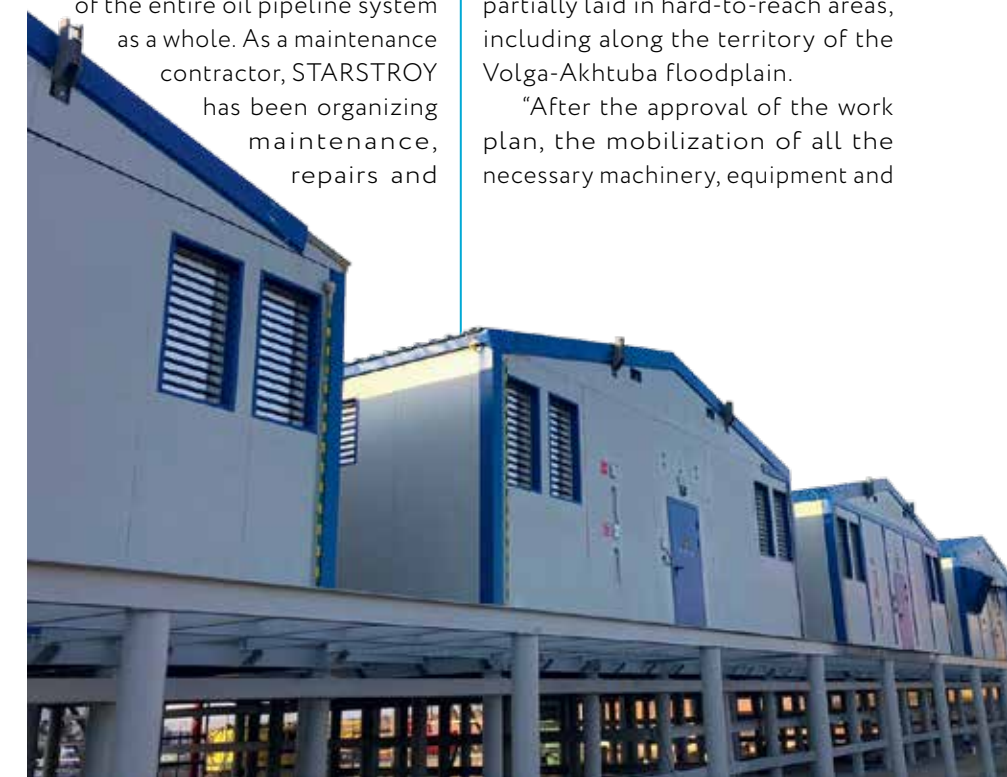 of the entire oil pipeline system
as a whole. As a maintenance
contractor, STARSTROY
has been organizing
maintenance,
repairs and
partially laid in hard-to-reach areas,
including along the territory of the
Volga-Akhtuba floodplain.
“After the approval of the work
plan, the mobilization of all the
necessary machinery, equipment and